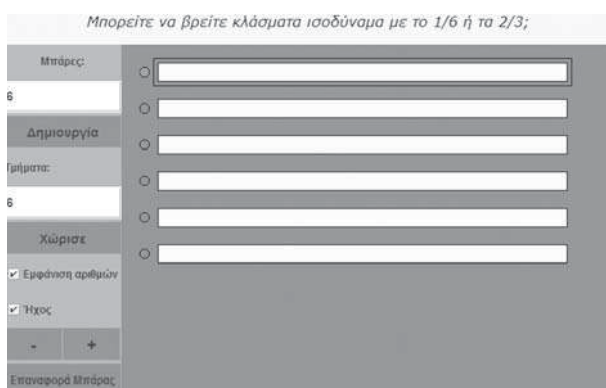 Μπορείτε να βρείτε κλάσματα ισοδύναμα με το 1/6 ή τα 2/3;
Μπάρες:
6
Δημιουργία
Τμήματα:
6
Χώρισε
Εμφάνιση αριθμών
Ήχος
- +
Επαναφορά Μπάρας